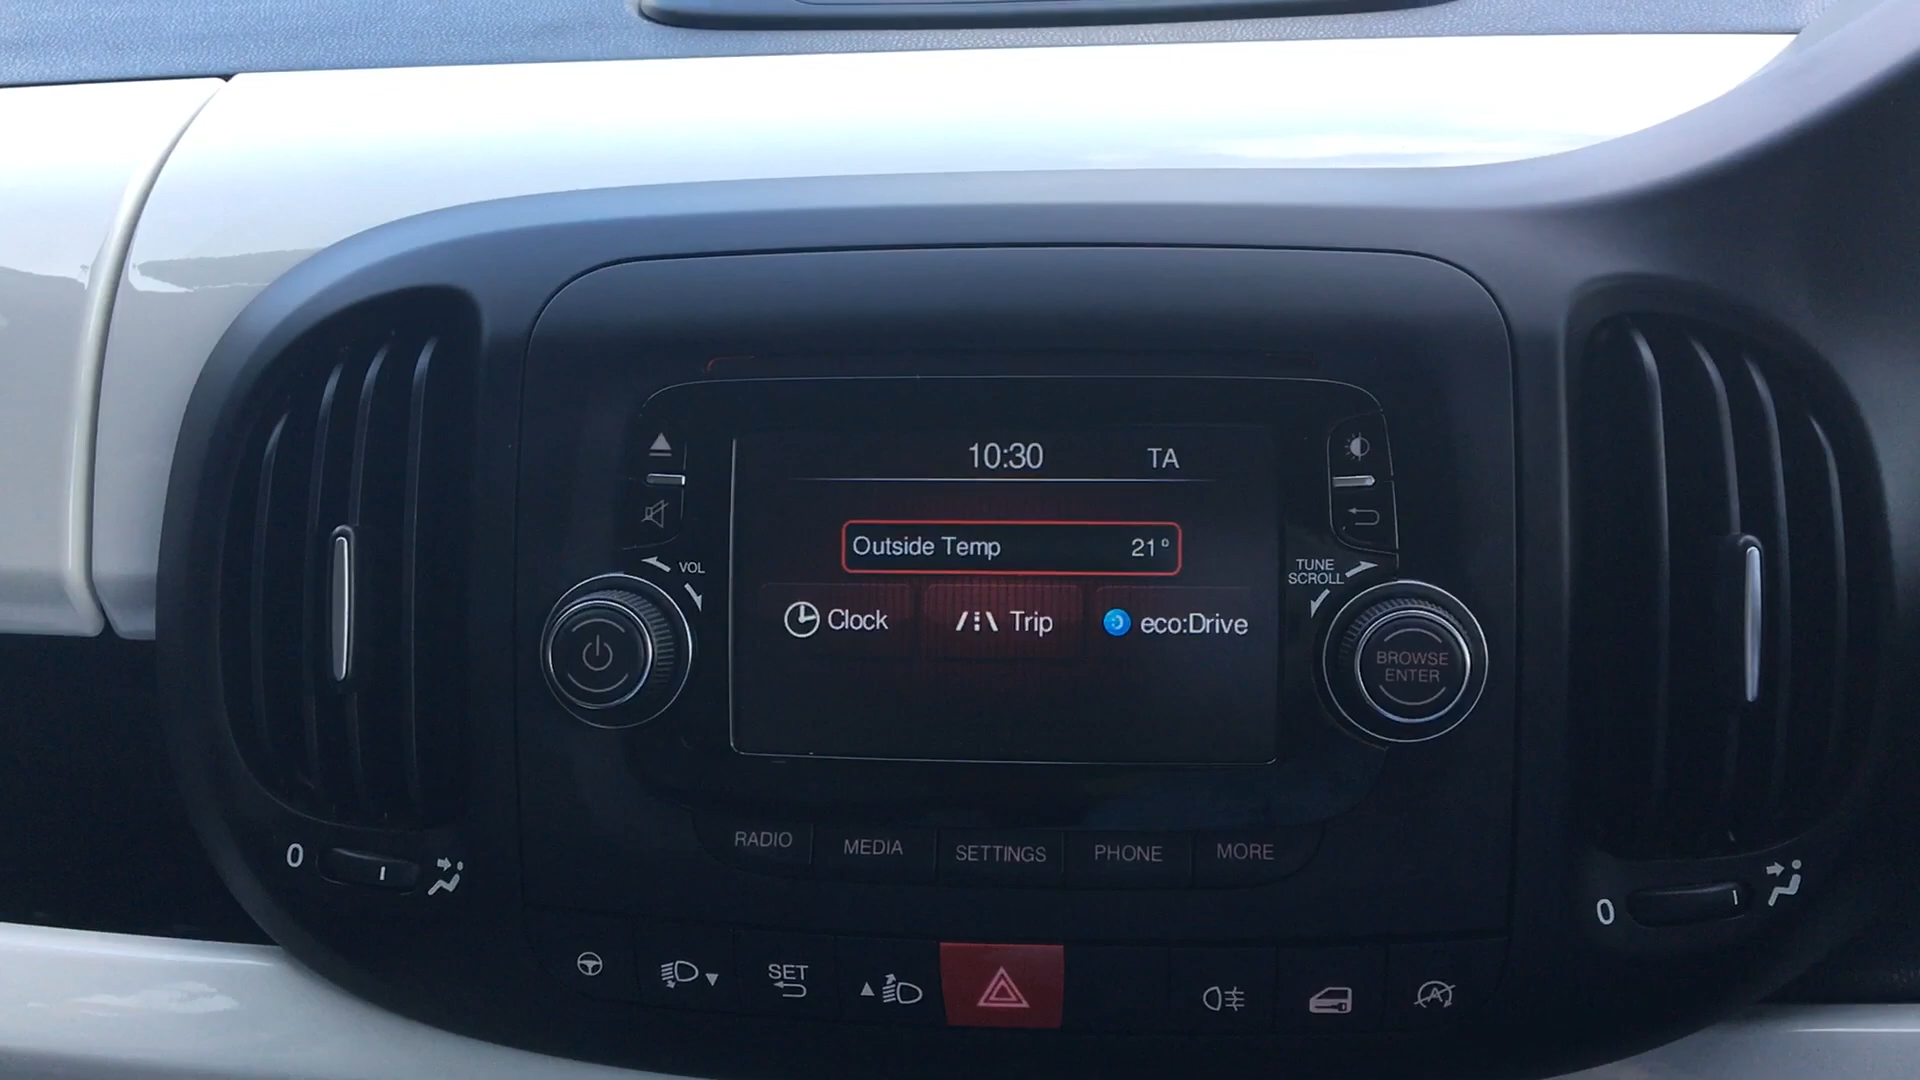 10:30 TA
Outside Temp 21°
VOL
TUNE
SCROLL
Clock Trip eco:Drive
BROWSE
ENTER
RADIO MEDIA SETTINGS PHONE MORE
0
0
SET
A